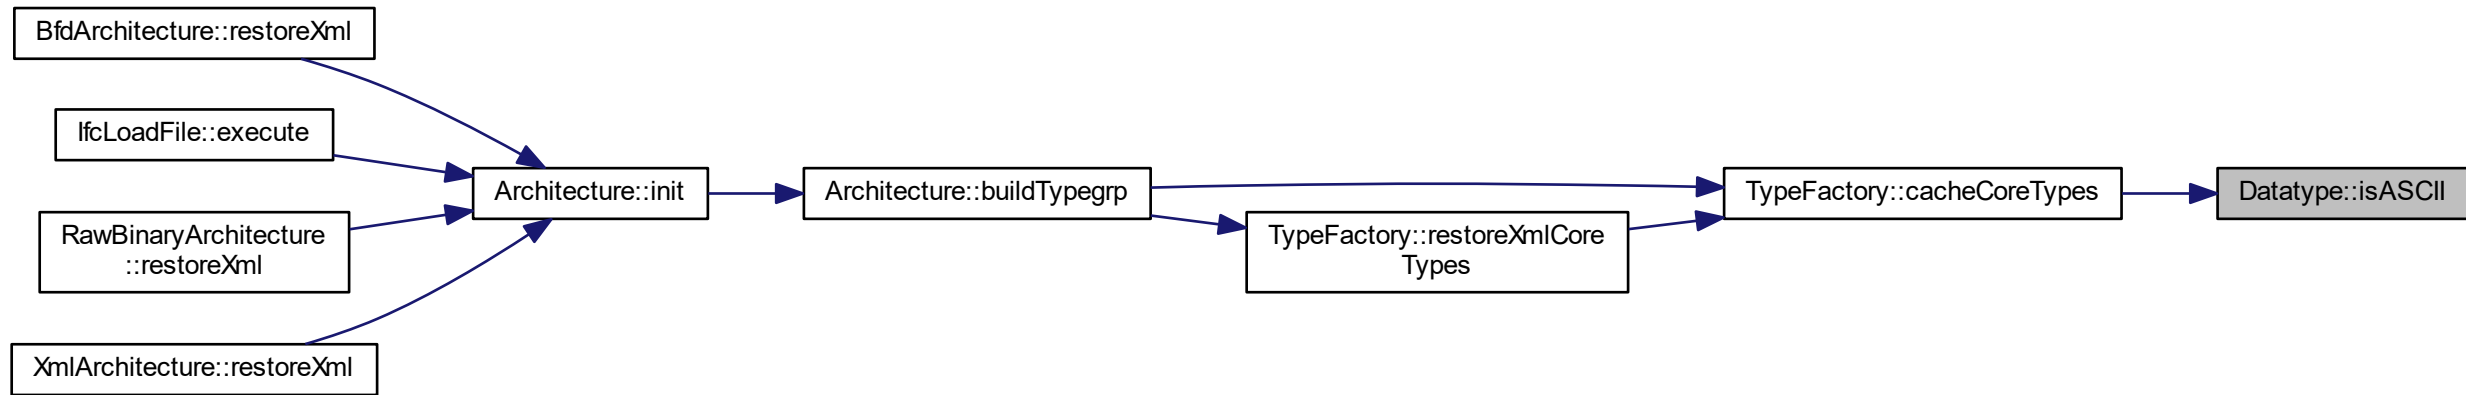 BfdArchitecture::restoreXml
IfcLoadFile::execute
RawBinaryArchitecture
::restoreXml
XmlArchitecture::restoreXml
Architecture::init
Architecture::buildTypegrp
TypeFactory::restoreXmlCore
Types
TypeFactory::cacheCoreTypes
Datatype::isASCII